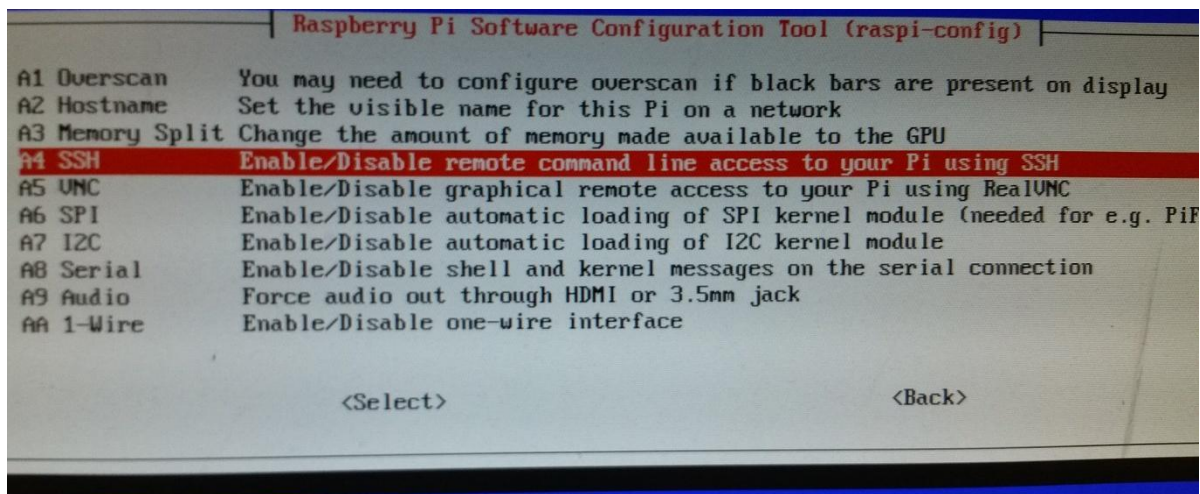 Raspberry Pi Software Configuration Tool (raspi-config)
A1 Overscan You may need to configure overscan if black bars are present on display
A2 Hostname Set the visible name for this Pi on a network
A3 Memory Split Change the amount of memory made available to the GPU
A4 SSH Enable/Disable remote command line access to your Pi using SSH
A5 VNC Enable/Disable graphical remote access to your Pi using RealVNC
A6 SPI Enable/Disable automatic loading of SPI kernel module (needed for e.g.
A7 I2C Enable/Disable automatic loading of I2C kernel module
A8 Serial Enable/Disable shell and kernel messages on the serial connection
A9 Audio Force audio out through HDMI or 3.5mm jack
AA 1-Wire Enable/Disable one-wire interface
<Select> <Back>